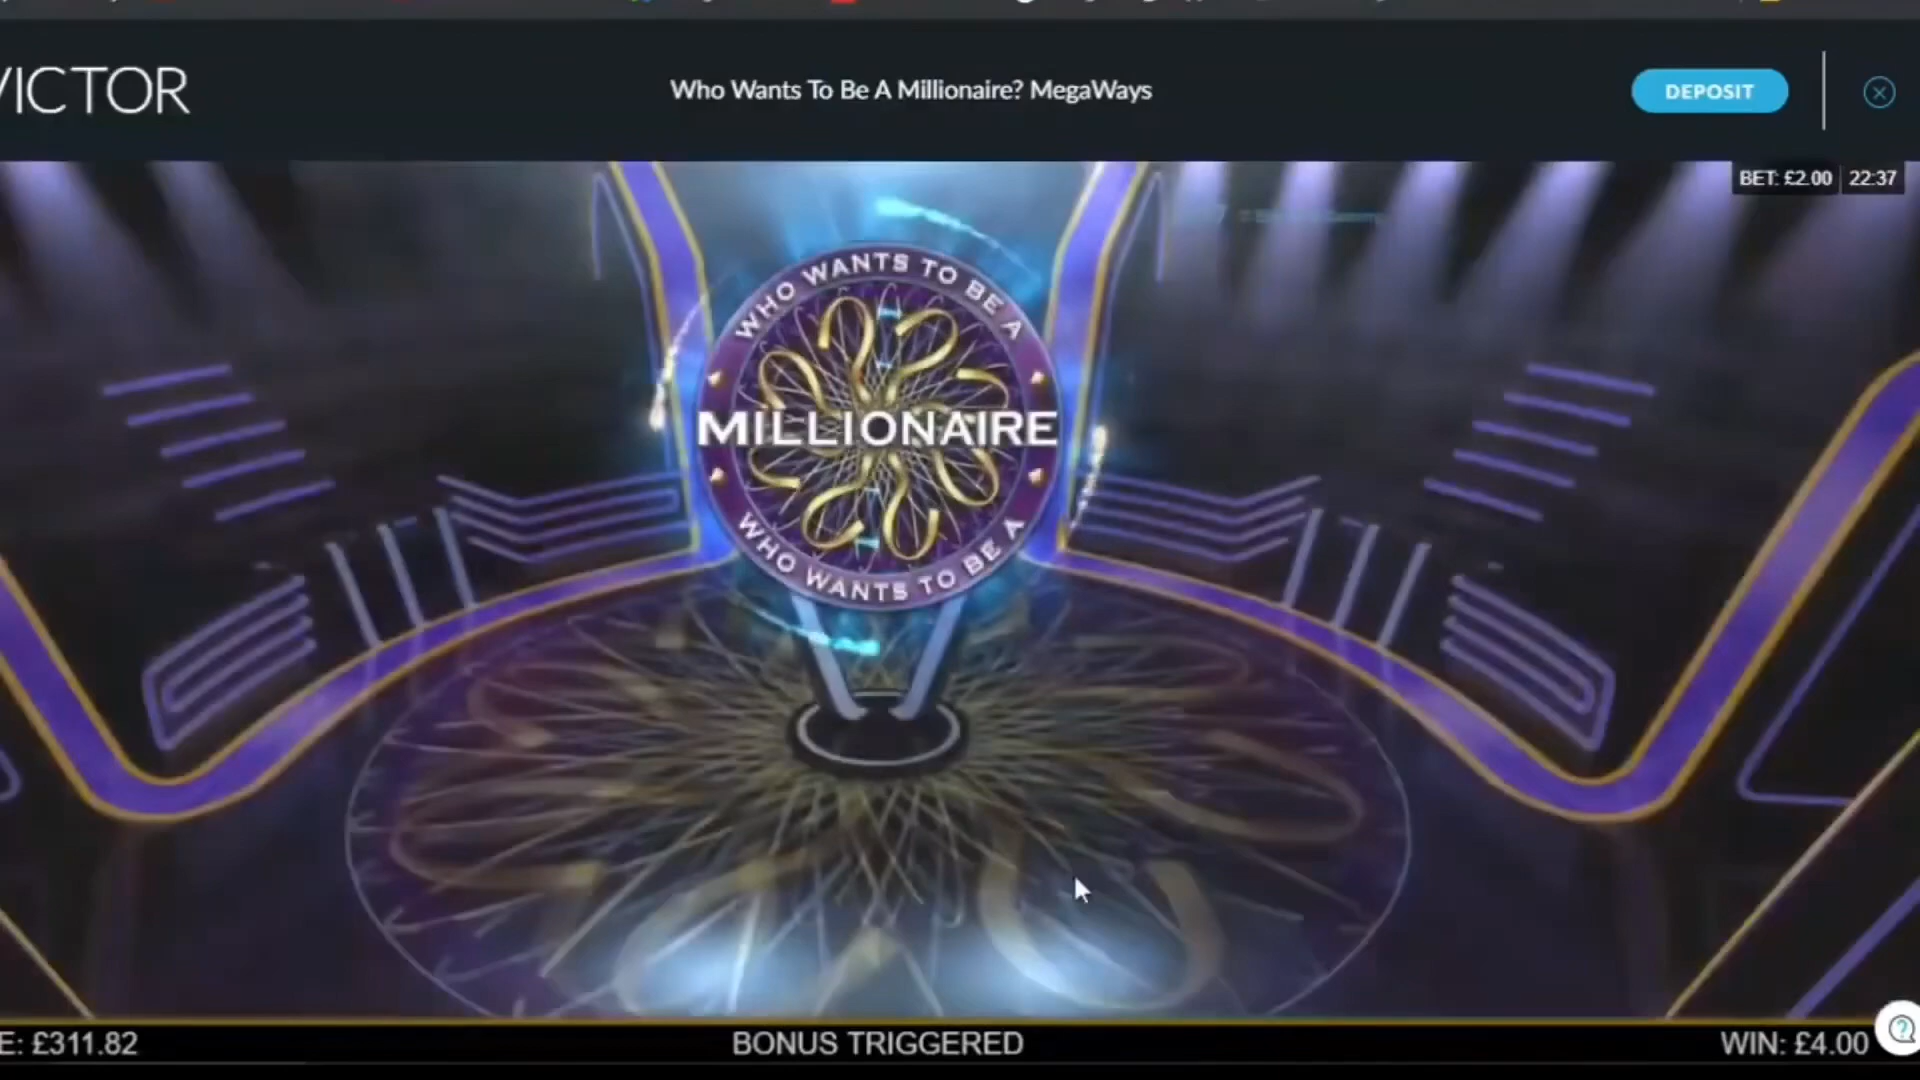 VICTOR
Who Wants To Be A Millionaire? MegaWays
DEPOSIT
BET: £2.00 22:37
WHO WANTS TO BE A
MILLIONAIRE
WHO WANTS TO BE A
E: £311.82
BONUS TRIGGERED
WIN: £4.00